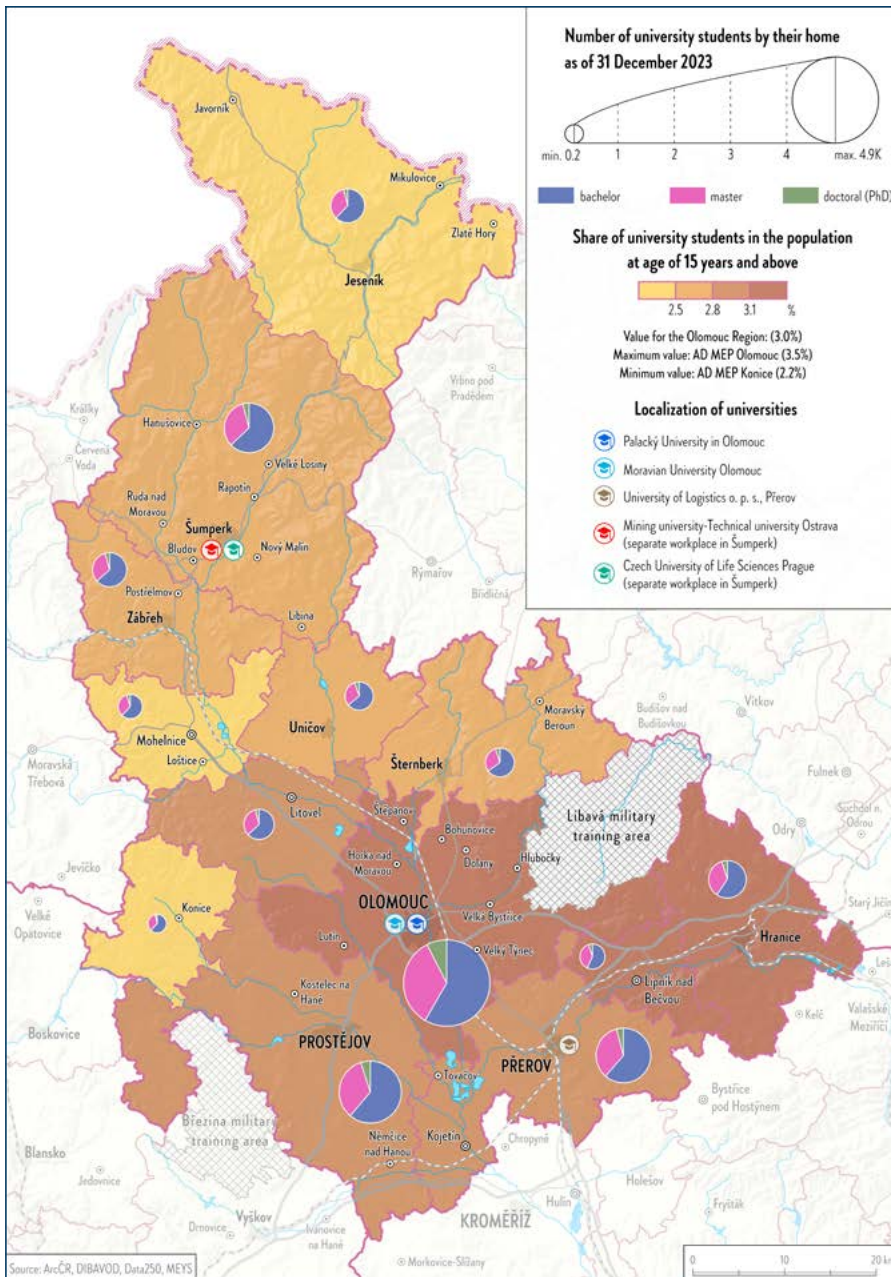 Number of university students by their home
as of 31 December 2023
min. 0.2 1 2 3 4 max. 4.9K
bachelor master doctoral (PhD)
Share of university students in the population
at age of 15 years and above
2.5 2.8 3.1 %
Value for the Olomouc Region: (3.0%)
Maximum value: AD MEP Olomouc (3.5%)
Minimum value: AD MEP Konice (2.2%)
Localization of universities
Palacký University in Olomouc
Moravian University Olomouc
University of Logistics o. p. s., Přerov
Mining university-Technical university Ostrava
(separate workplace in Šumperk)
Czech University of Life Sciences Prague
(separate workplace in Šumperk)
Javorník
Mikulovice
Zlaté Hory
Jeseník
Vrbno pod
Pradědem
Králíky
Hanušovice
Červená
Voda
Velké Losiny
Rapotín
Ruda nad
Moravou
Šumperk
Bludov
Nový Malín
Rýmařov
Postřelmov
Břidličná
Zábřeh
Libina
Moravský
Beroun
Budišov nad
Budišovkou
Vítkov
Uničov
Mohelnice
Moravská
Třebová
Loštice
Šternberk
Fulnek
Libavá military
training area
Suchdol n.
Odrou
Odry
Litovel
Štěpánov
Bohuňovice
Dolany
Horka nad
Moravou
Hlubočky
Jevíčko
Konice
OLOMOUC
Velká Bystřice
Starý Jičín
Velké
Opatovice
Lutín
Velký Týnec
Hranice
Leš
Kostelec na
Hané
Lipník nad
Bečvou
Kelč
Valašské
Meziříčí
Boskovice
PROSTĚJOV
PŘEROV
Tovačov
Bystřice
pod Hostýnem
Březina military
training area
Němčice
nad Hanou
Kojetín
Chropyně
Blansko
Jedovnice
Holešov
Vyškov
Hulín
Fryšták
Drnovice
Ivanovice
na Hané
KROMĚŘÍŽ
Morkovice-Slížany
Source: ArcČR, DIBAVOD, Data250, MEYS
0 10 20 k